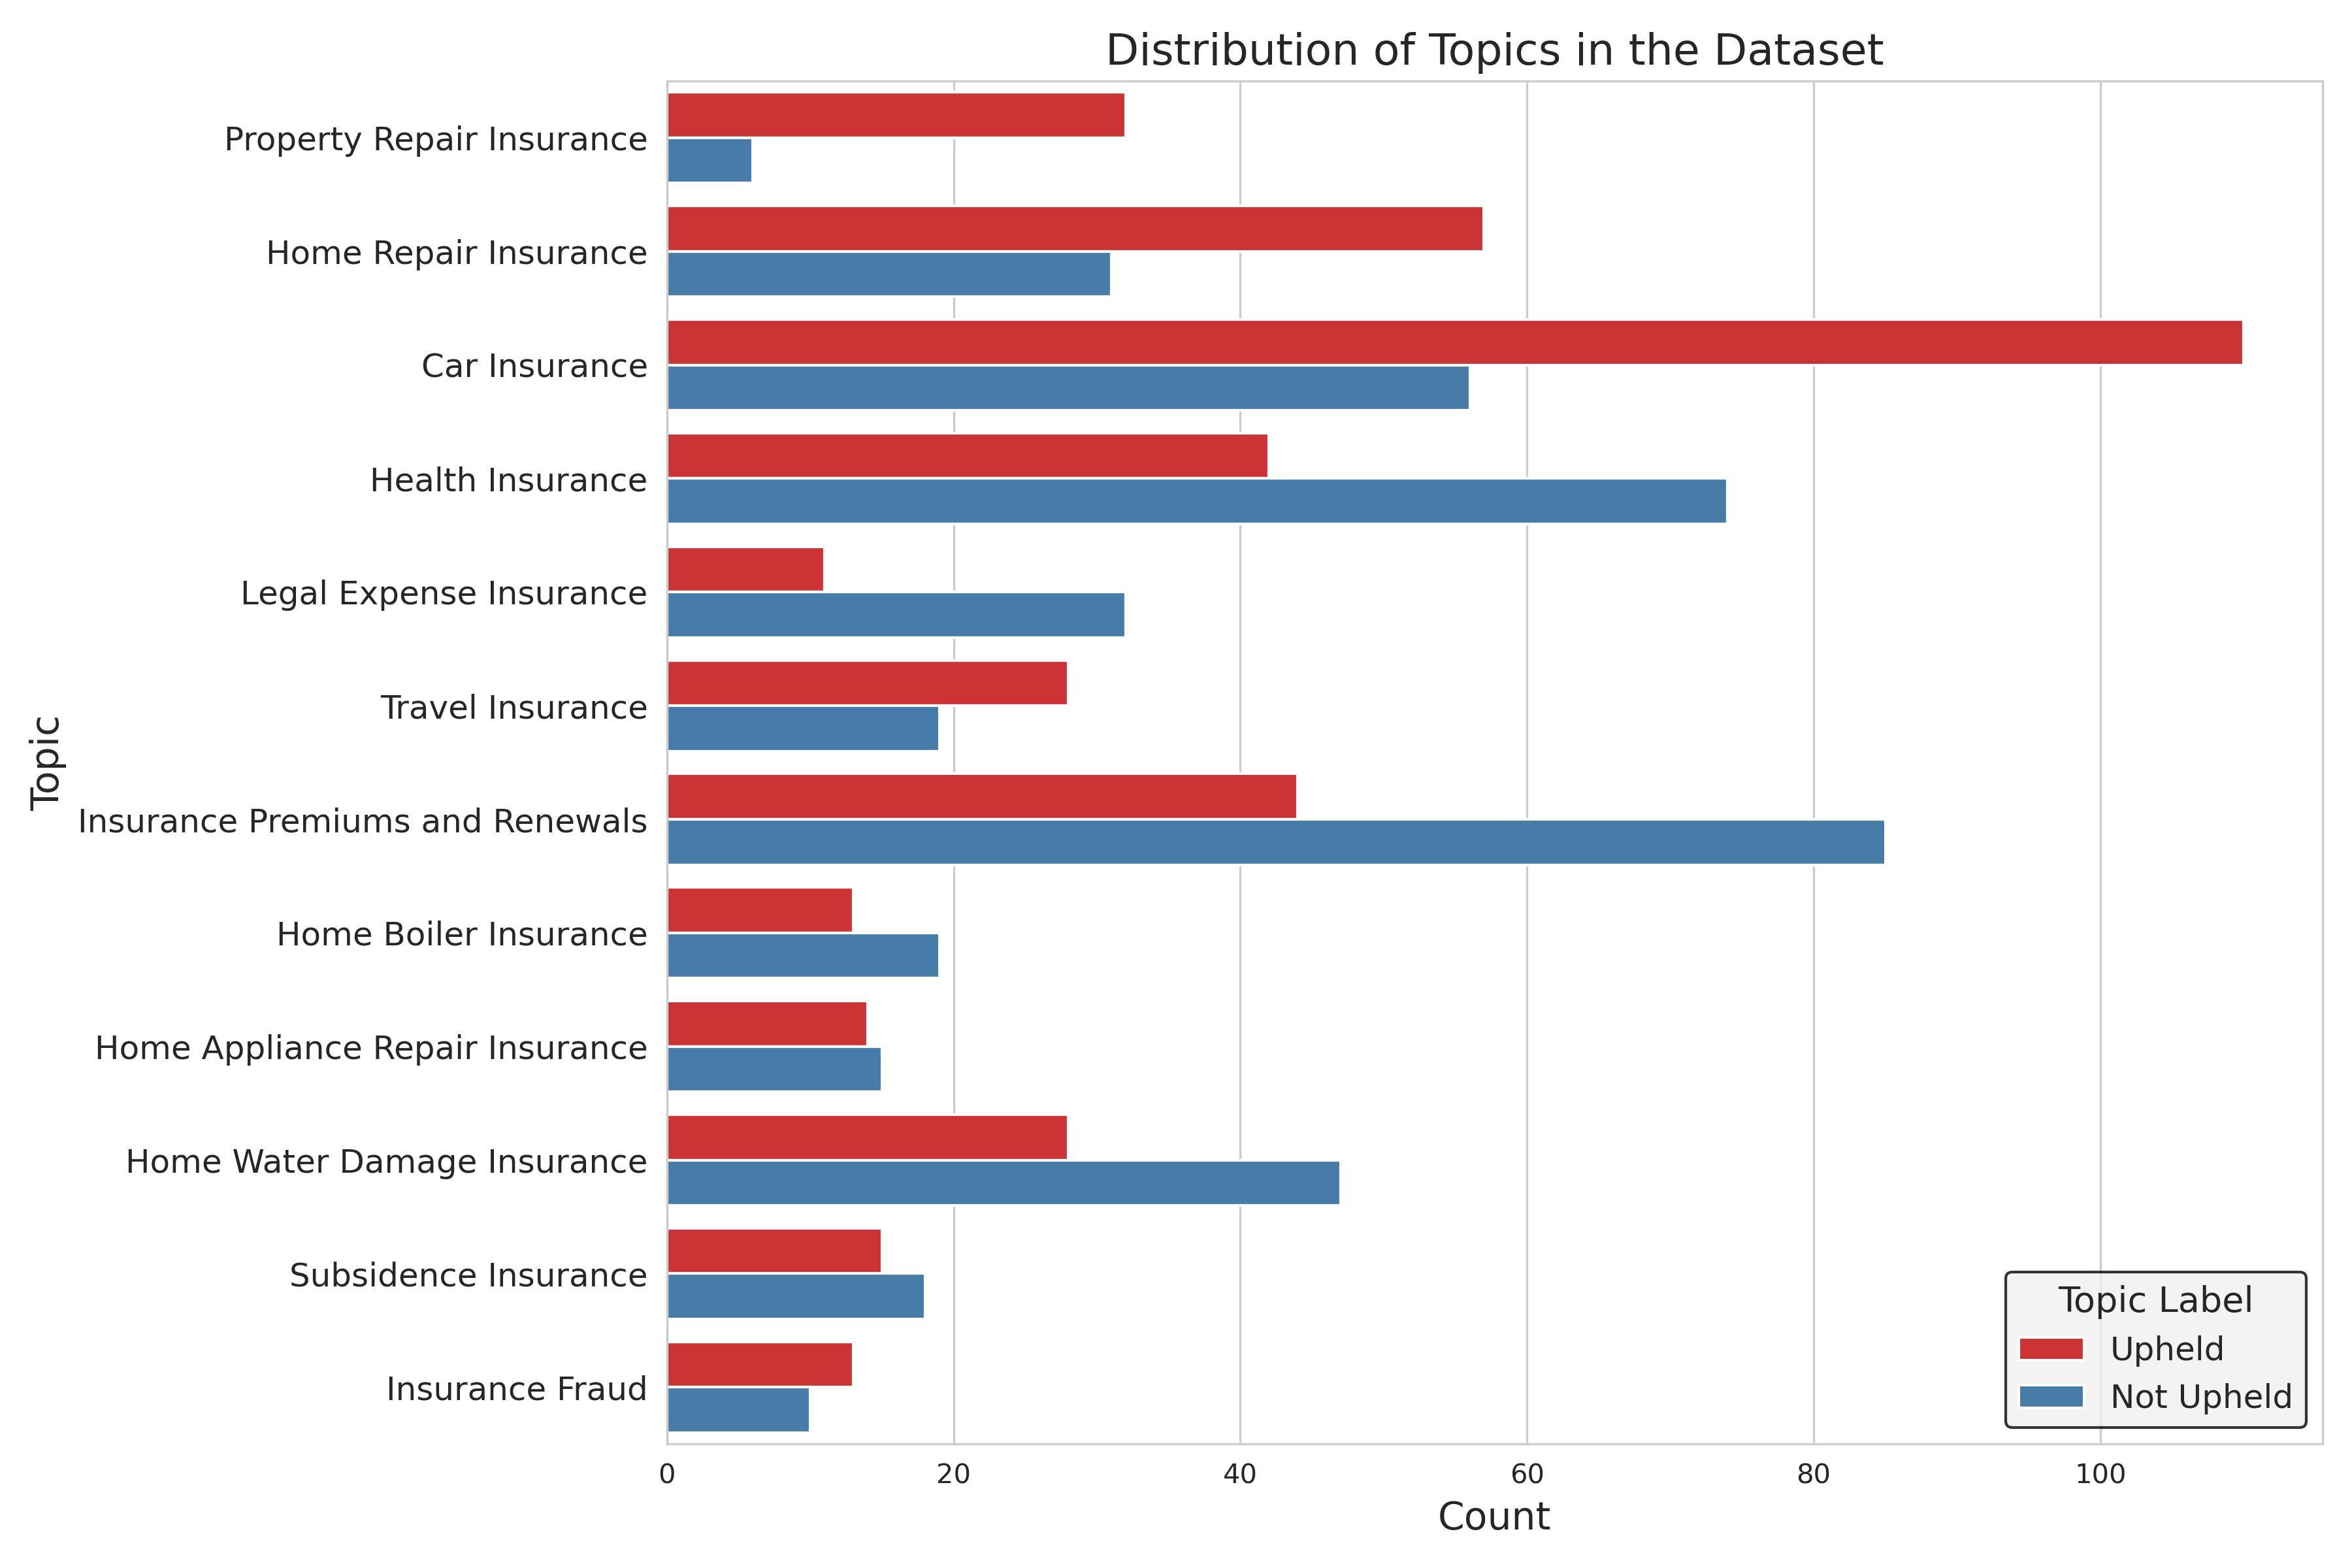 Distribution of Topics in the Dataset
Topic
Property Repair Insurance
Home Repair Insurance
Car Insurance
Health Insurance
Legal Expense Insurance
Travel Insurance
Insurance Premiums and Renewals
Home Boiler Insurance
Home Appliance Repair Insurance
Home Water Damage Insurance
Subsidence Insurance
Insurance Fraud
Topic Label
Upheld
Not Upheld
0 20 40 60 80 100
Count